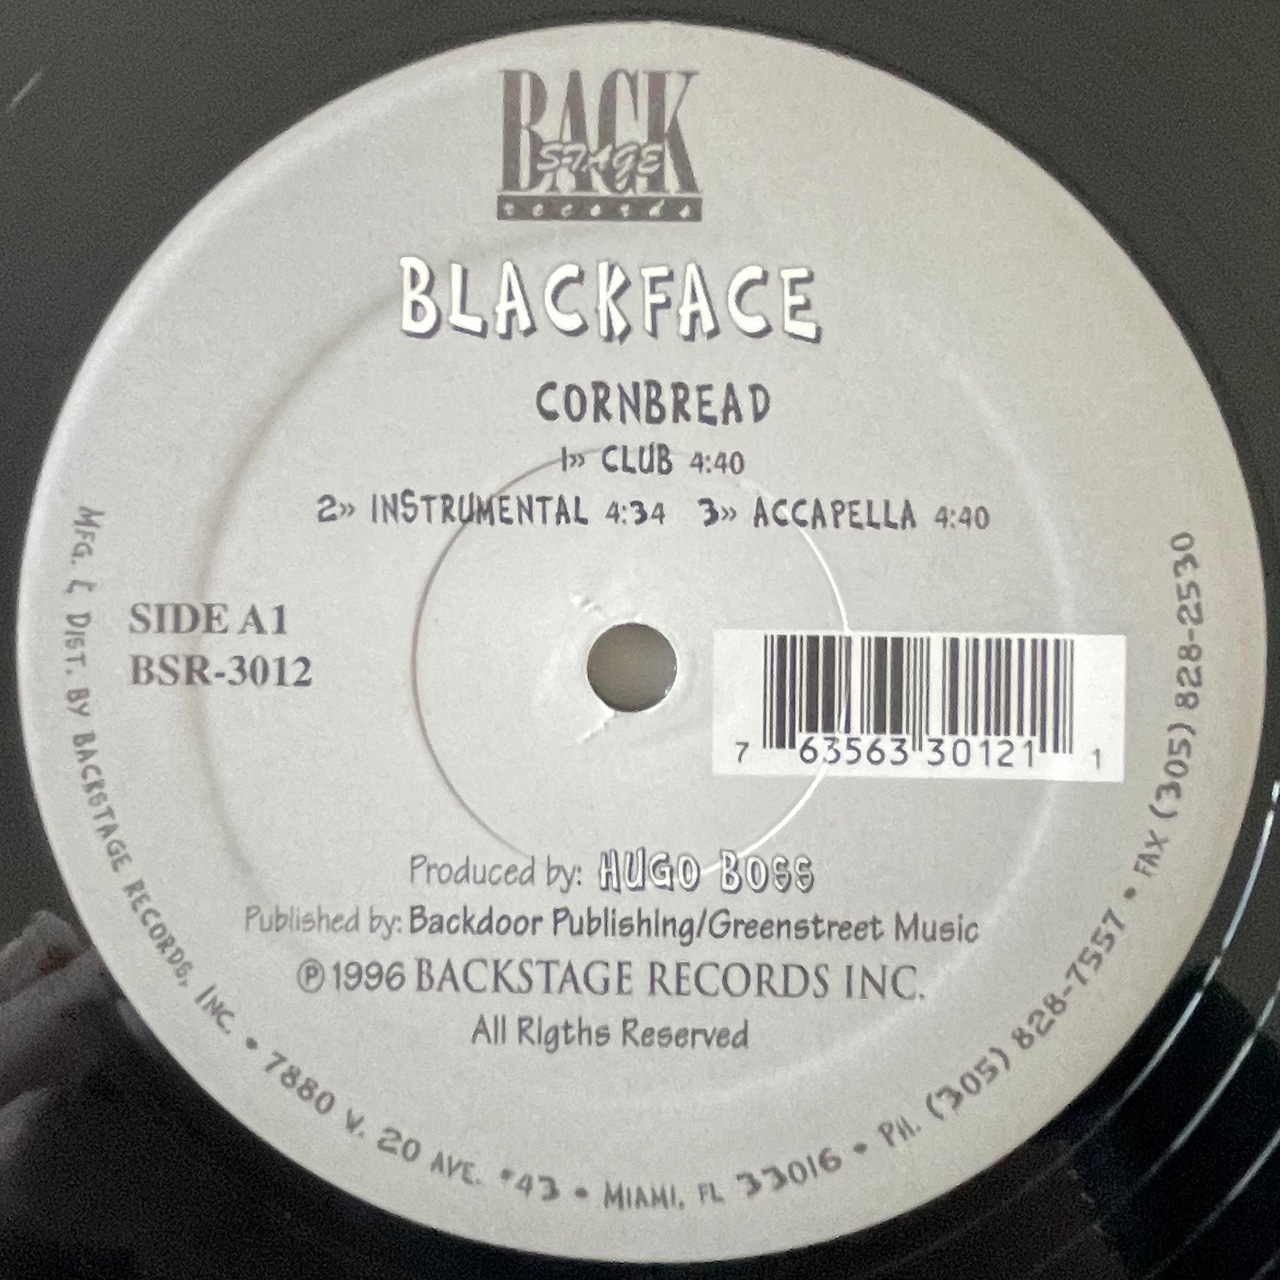 BACK
STAGE
records
BLACKFACE
CORNBREAD
1» CLUB 4:40
2» INSTRUMENTAL 4:34 3» ACCAPELLA 4:40
SIDE A1
BSR-3012
7 63563 30121 1
Produced by: HUGO BOSS
Published by: Backdoor Publishing/Greenstreet Music
℗ 1996 BACKSTAGE RECORDS INC.
All Rigths Reserved
MFG. & DIST. BY BACKSTAGE RECORDS, INC. • 7880 W. 20 AVE. #43 • MIAMI, FL 33016 • PH. (305) 828-7557 • FAX (305) 828-2530